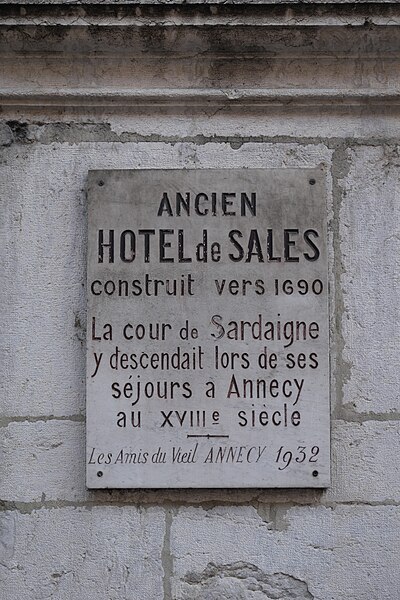 ANCIEN
HOTEL de SALES
construit vers 1690
La cour de Sardaigne
y descendait lors de ses
séjours à Annecy
au XVIIIe siècle
Les Amis du Vieil ANNECY 1932